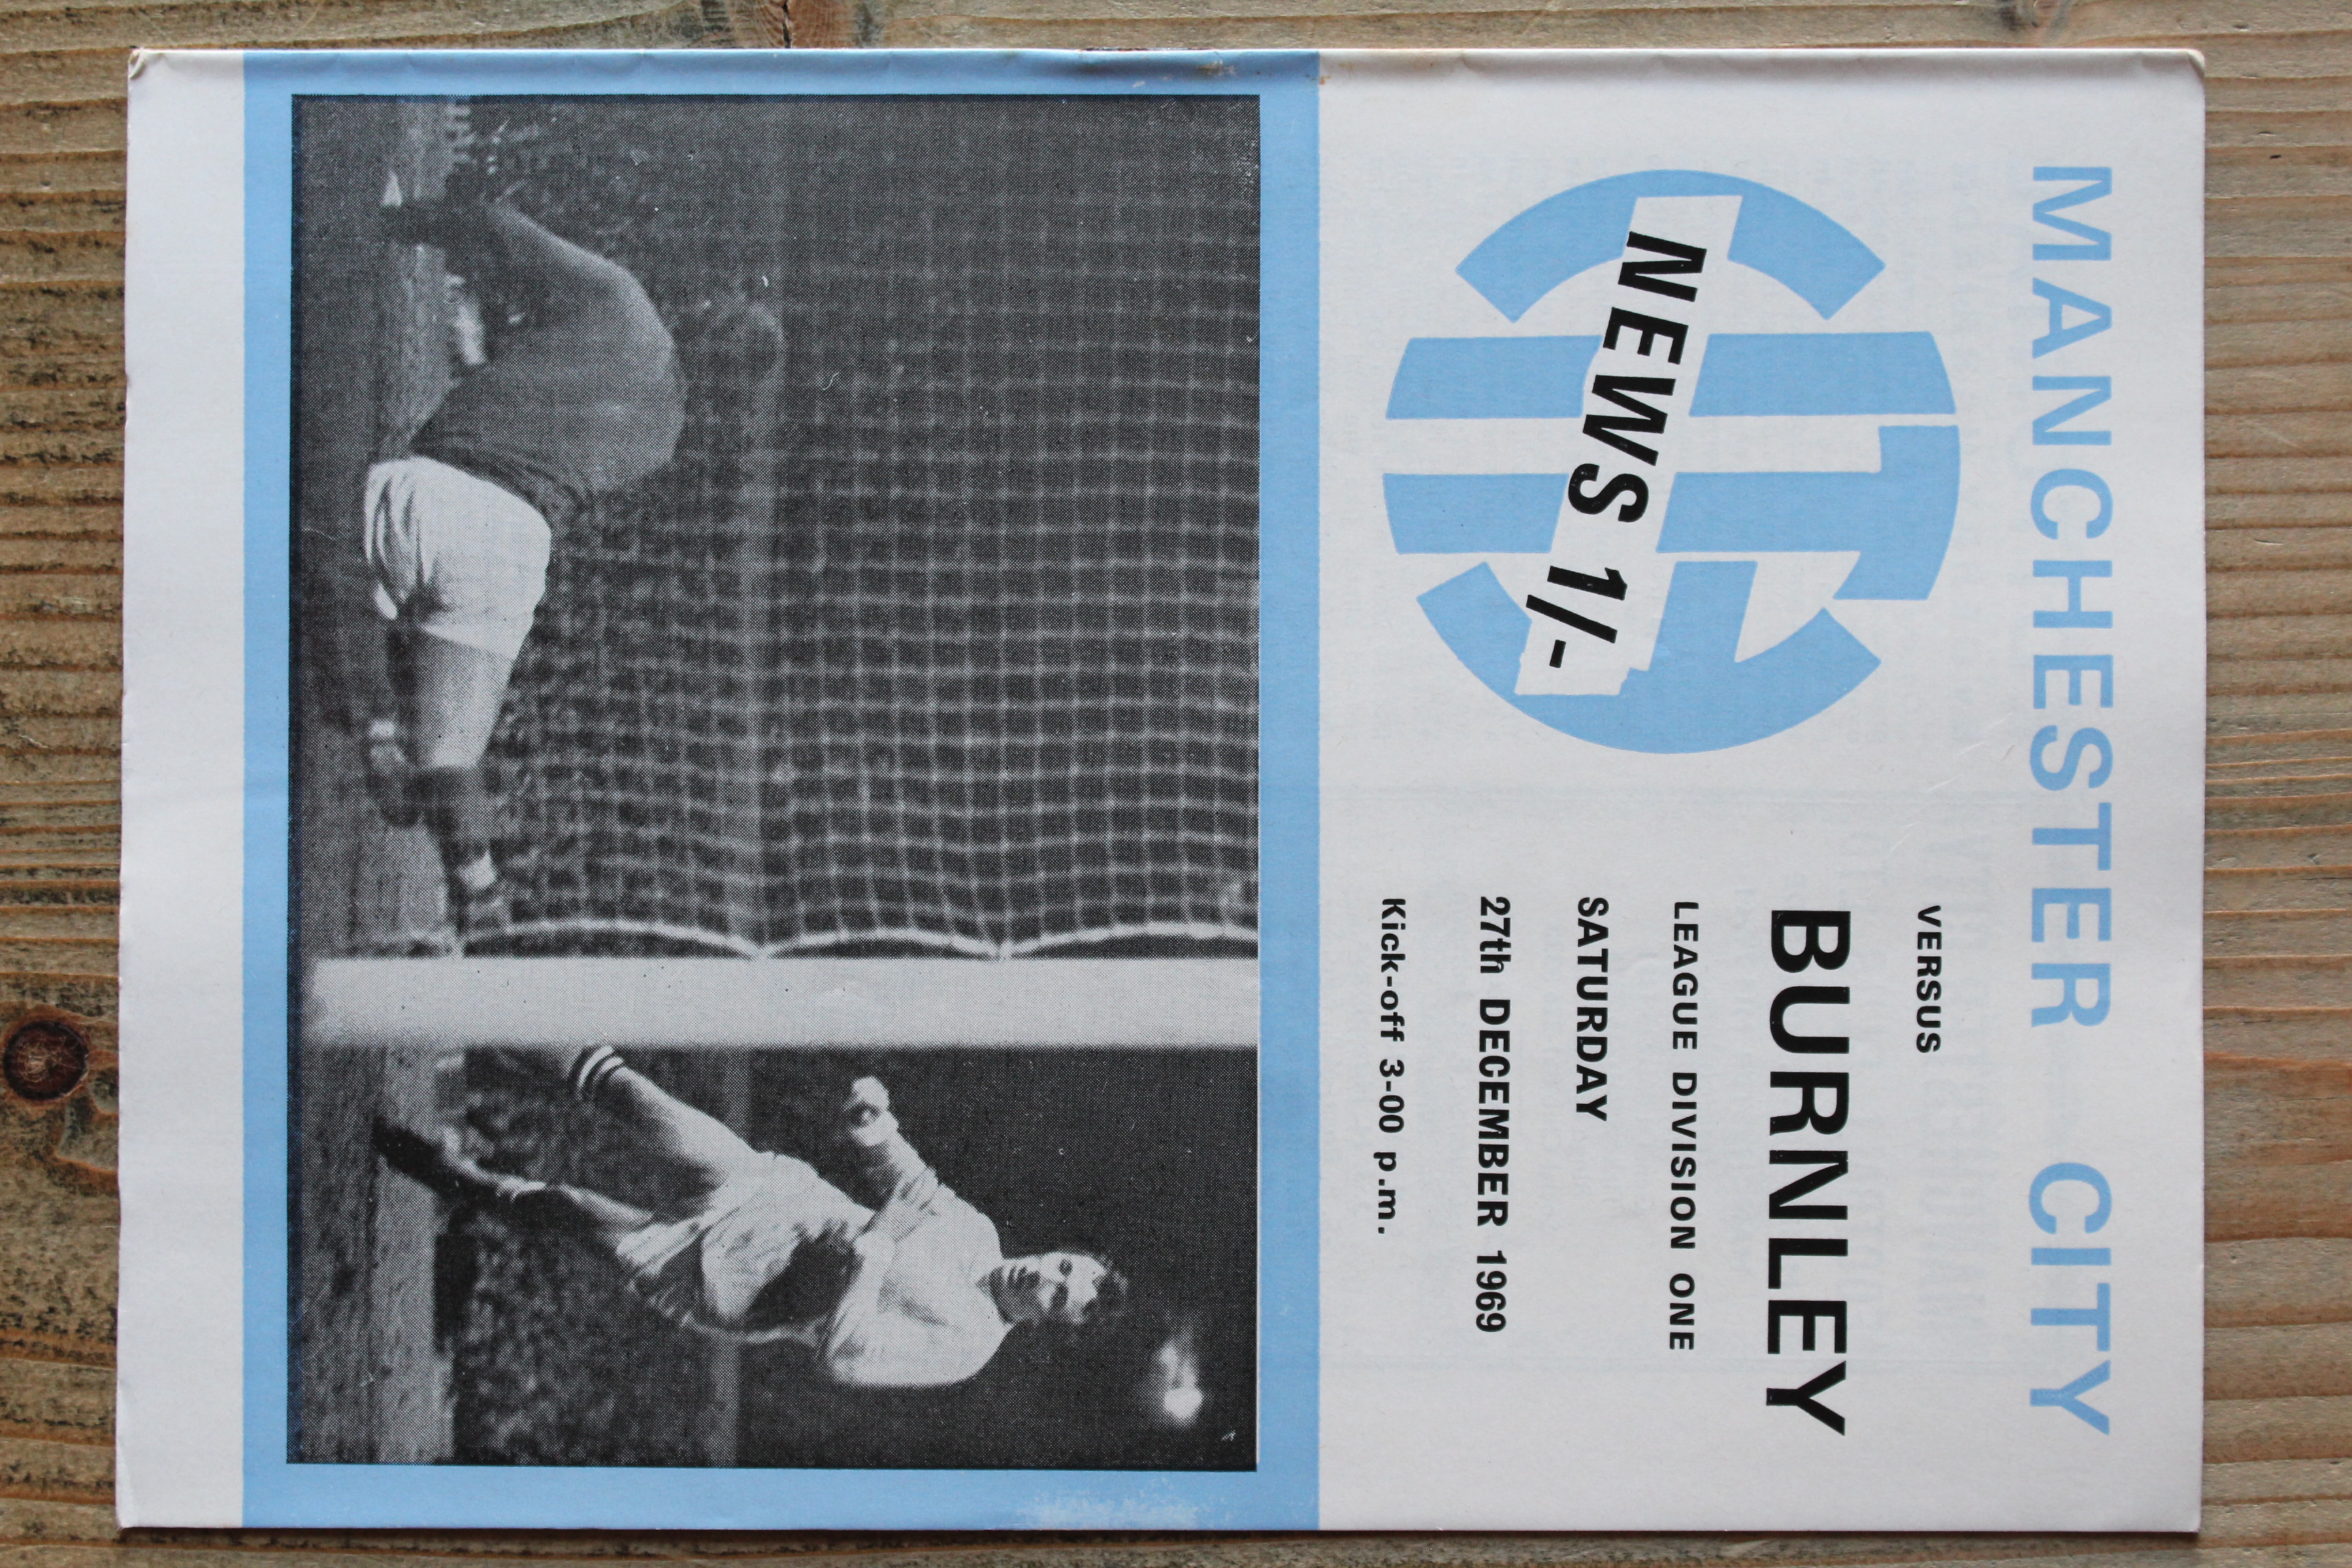 MANCHESTER CITY
NEWS 1/-
VERSUS
BURNLEY
LEAGUE DIVISION ONE
SATURDAY
27th DECEMBER 1969
Kick-off 3-00 p.m.